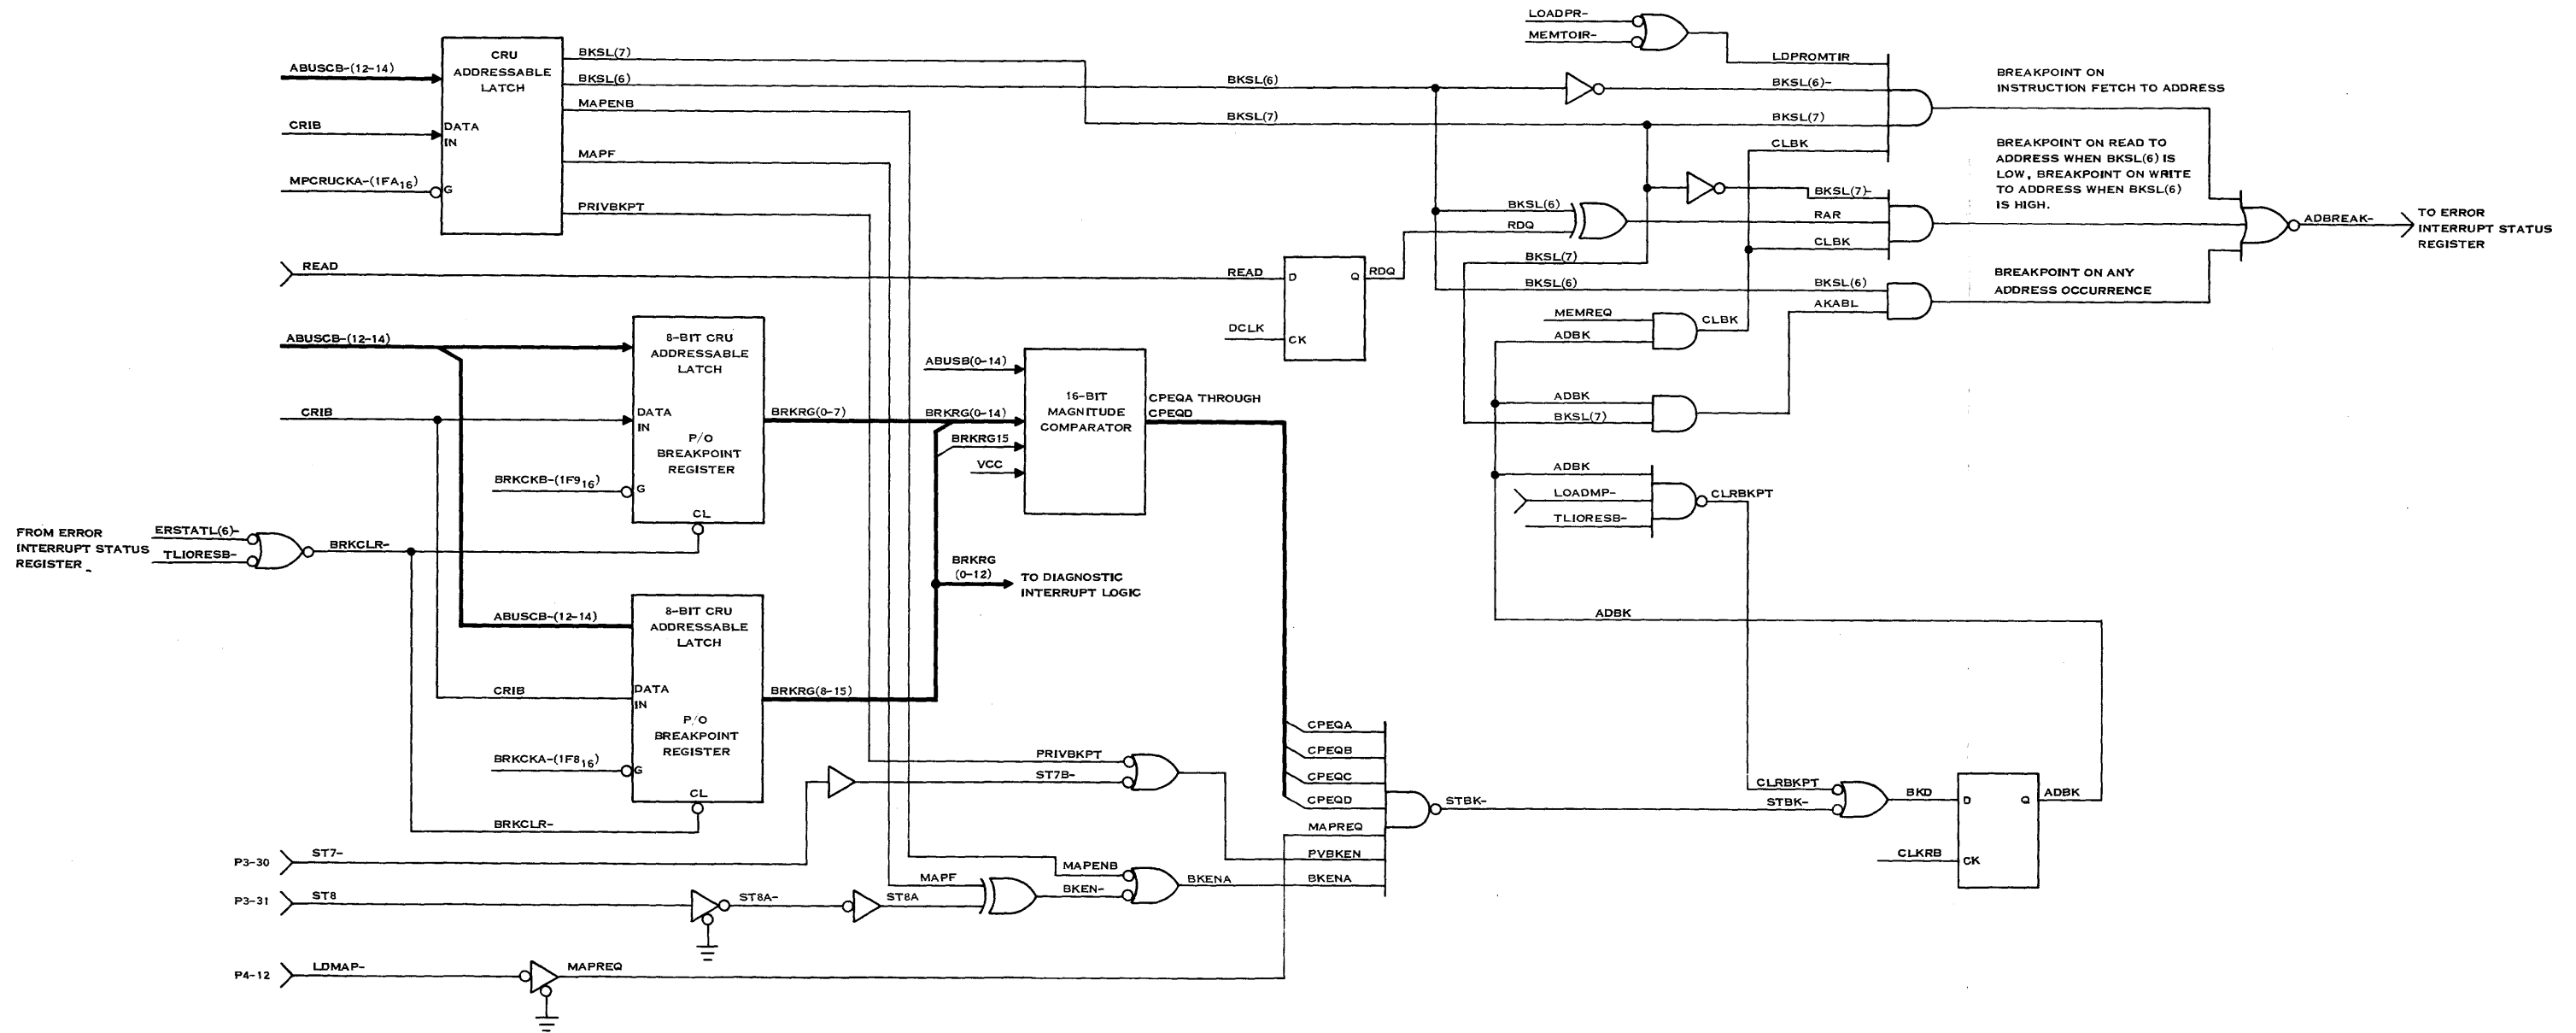 LOADPR-
MEMTOIR-
LDPROMTIR
BKSL(6)-
BKSL(7)
CLBK
BREAKPOINT ON
INSTRUCTION FETCH TO ADDRESS
CRU
ADDRESSABLE
LATCH
DATA
IN
G
ABUSCB-(12-14)
CRIB
MPCRUCKA-(1FA16)
BKSL(7)
BKSL(6)
MAPENB
MAPF
PRIVBKPT
BKSL(6)
BKSL(7)
BREAKPOINT ON READ TO
ADDRESS WHEN BKSL(6) IS
LOW, BREAKPOINT ON WRITE
TO ADDRESS WHEN BKSL(6)
IS HIGH.
BKSL(7)-
RAR
CLBK
BKSL(6)
RDQ
ADBREAK-
TO ERROR
INTERRUPT STATUS
REGISTER
READ
READ
D
Q
RDQ
DCLK
CK
BKSL(7)
BKSL(6)
BKSL(6)
AKABL
BREAKPOINT ON ANY
ADDRESS OCCURRENCE
MEMREQ
ADBK
CLBK
ADBK
BKSL(7)
ADBK
LOADMP-
TLIORESB-
CLRBKPT
ADBK
ABUSCB-(12-14)
CRIB
8-BIT CRU
ADDRESSABLE
LATCH
DATA
IN
P/O
BREAKPOINT
REGISTER
BRKCKB-(1F916)
G
CL
BRKRG(0-7)
ABUSB(0-14)
BRKRG(0-14)
BRKRG15
VCC
16-BIT
MAGNITUDE
COMPARATOR
CPEQA THROUGH
CPEQD
FROM ERROR
INTERRUPT STATUS
REGISTER
ERSTATL(6)-
TLIORESB-
BRKCLR-
BRKRG
(0-12)
TO DIAGNOSTIC
INTERRUPT LOGIC
ABUSCB-(12-14)
CRIB
8-BIT CRU
ADDRESSABLE
LATCH
DATA
IN
P/O
BREAKPOINT
REGISTER
BRKCKA-(1F816)
G
CL
BRKRG(8-15)
BRKCLR-
PRIVBKPT
ST7B-
CPEQA
CPEQB
CPEQC
CPEQD
MAPREQ
PVBKEN
BKENA
STBK-
CLRBKPT
STBK-
BKD
D
Q
ADBK
CLKRB
CK
P3-30
ST7-
MAPENB
MAPF
BKEN-
BKENA
P3-31
ST8
ST8A-
ST8A
P4-12
LDMAP-
MAPREQ